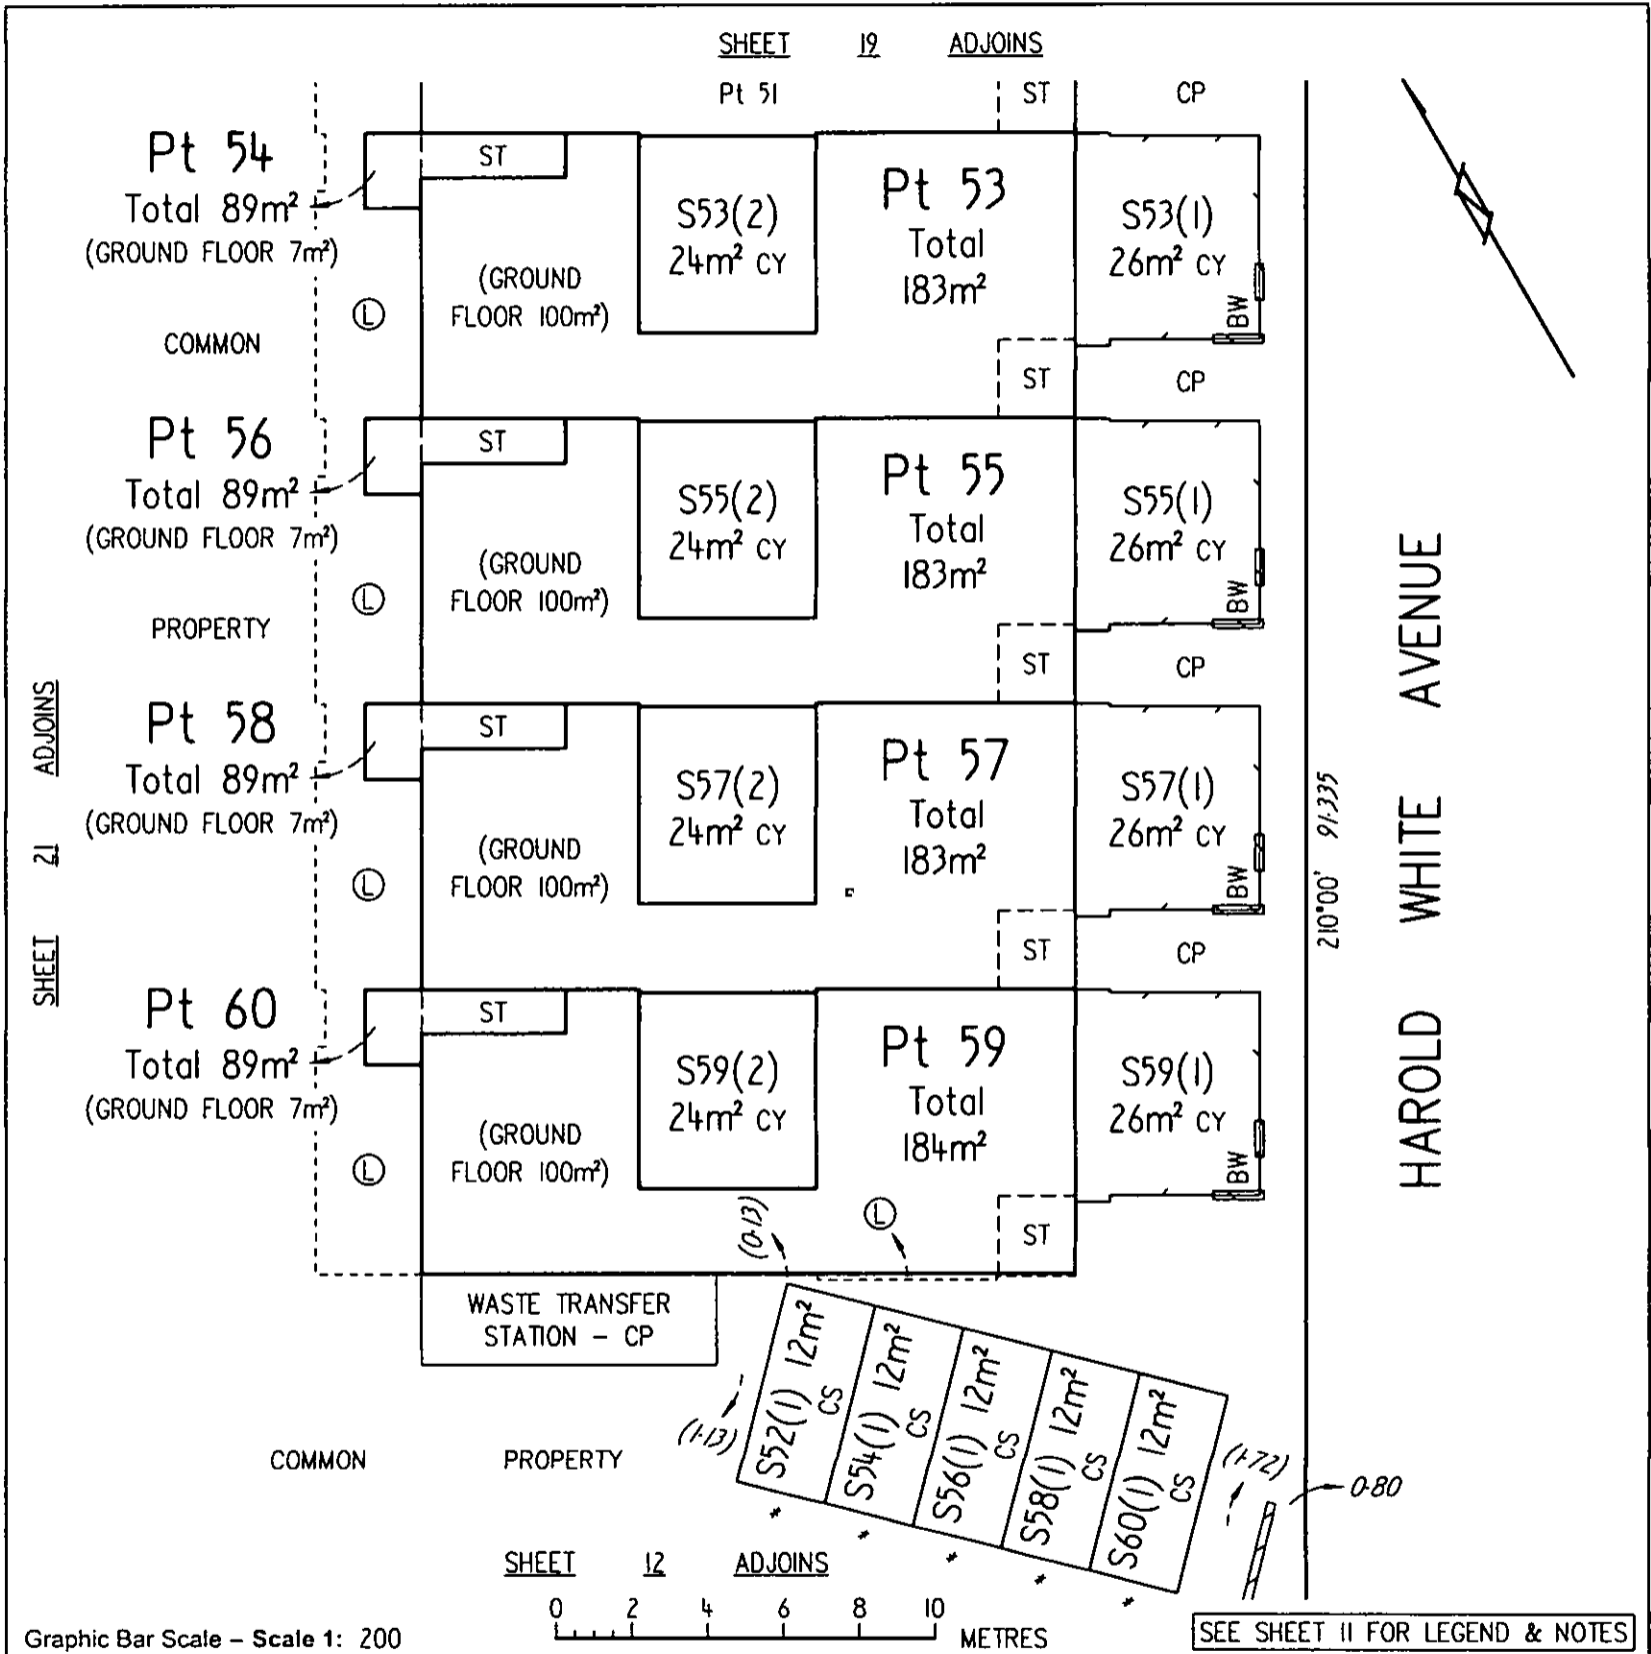 SHEET 19 ADJOINS
Pt 51
ST
CP
Pt 54
Total 89m²
(GROUND FLOOR 7m²)
ST
(GROUND
FLOOR 100m²)
S53(2)
24m² CY
Pt 53
Total
183m²
S53(1)
26m² CY
BW
L
COMMON
ST
CP
Pt 56
Total 89m²
(GROUND FLOOR 7m²)
ST
(GROUND
FLOOR 100m²)
S55(2)
24m² CY
Pt 55
Total
183m²
S55(1)
26m² CY
BW
L
PROPERTY
ST
CP
Pt 58
Total 89m²
(GROUND FLOOR 7m²)
ST
(GROUND
FLOOR 100m²)
S57(2)
24m² CY
Pt 57
Total
183m²
S57(1)
26m² CY
BW
L
ST
CP
Pt 60
Total 89m²
(GROUND FLOOR 7m²)
ST
(GROUND
FLOOR 100m²)
S59(2)
24m² CY
Pt 59
Total
184m²
S59(1)
26m² CY
BW
L
(0·13)
L
ST
SHEET 21 ADJOINS
210°00' 91·335
HAROLD WHITE AVENUE
WASTE TRANSFER
STATION – CP
(1·13)
S52(1) 12m²
CS
S54(1) 12m²
CS
S56(1) 12m²
CS
S58(1) 12m²
CS
S60(1) 12m²
CS
(1·72)
0·80
* * * * *
COMMON PROPERTY
SHEET 12 ADJOINS
0 2 4 6 8 10
METRES
Graphic Bar Scale – Scale 1: 200
SEE SHEET 11 FOR LEGEND & NOTES